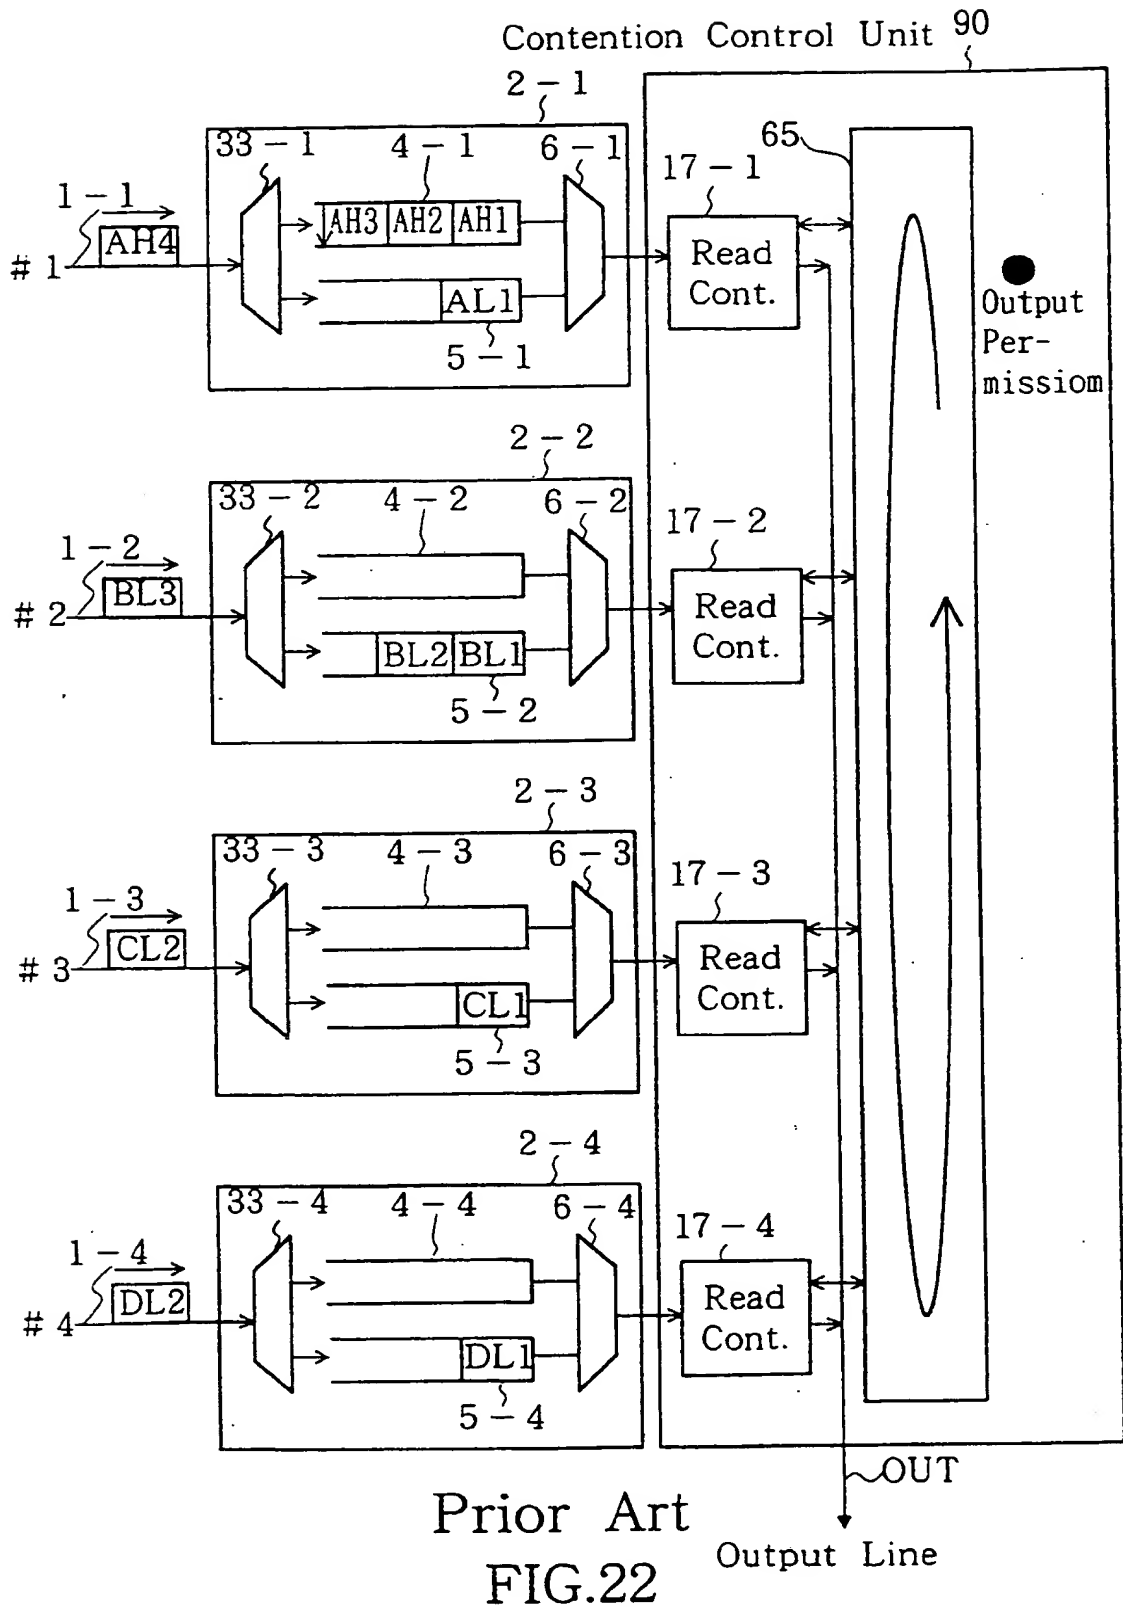 Contention Control Unit 90
2-1
33-1
4-1
6-1
65
17-1
1-1
AH4
AH3 AH2 AH1
# 1
Read
Cont.
AL1
5-1
Output
Per-
missiom
2-2
33-2
4-2
6-2
17-2
1-2
BL3
# 2
Read
Cont.
BL2 BL1
5-2
2-3
33-3
4-3
6-3
17-3
1-3
CL2
# 3
Read
Cont.
CL1
5-3
2-4
33-4
4-4
6-4
17-4
1-4
DL2
# 4
Read
Cont.
DL1
5-4
OUT
Prior Art
Output Line
FIG.22